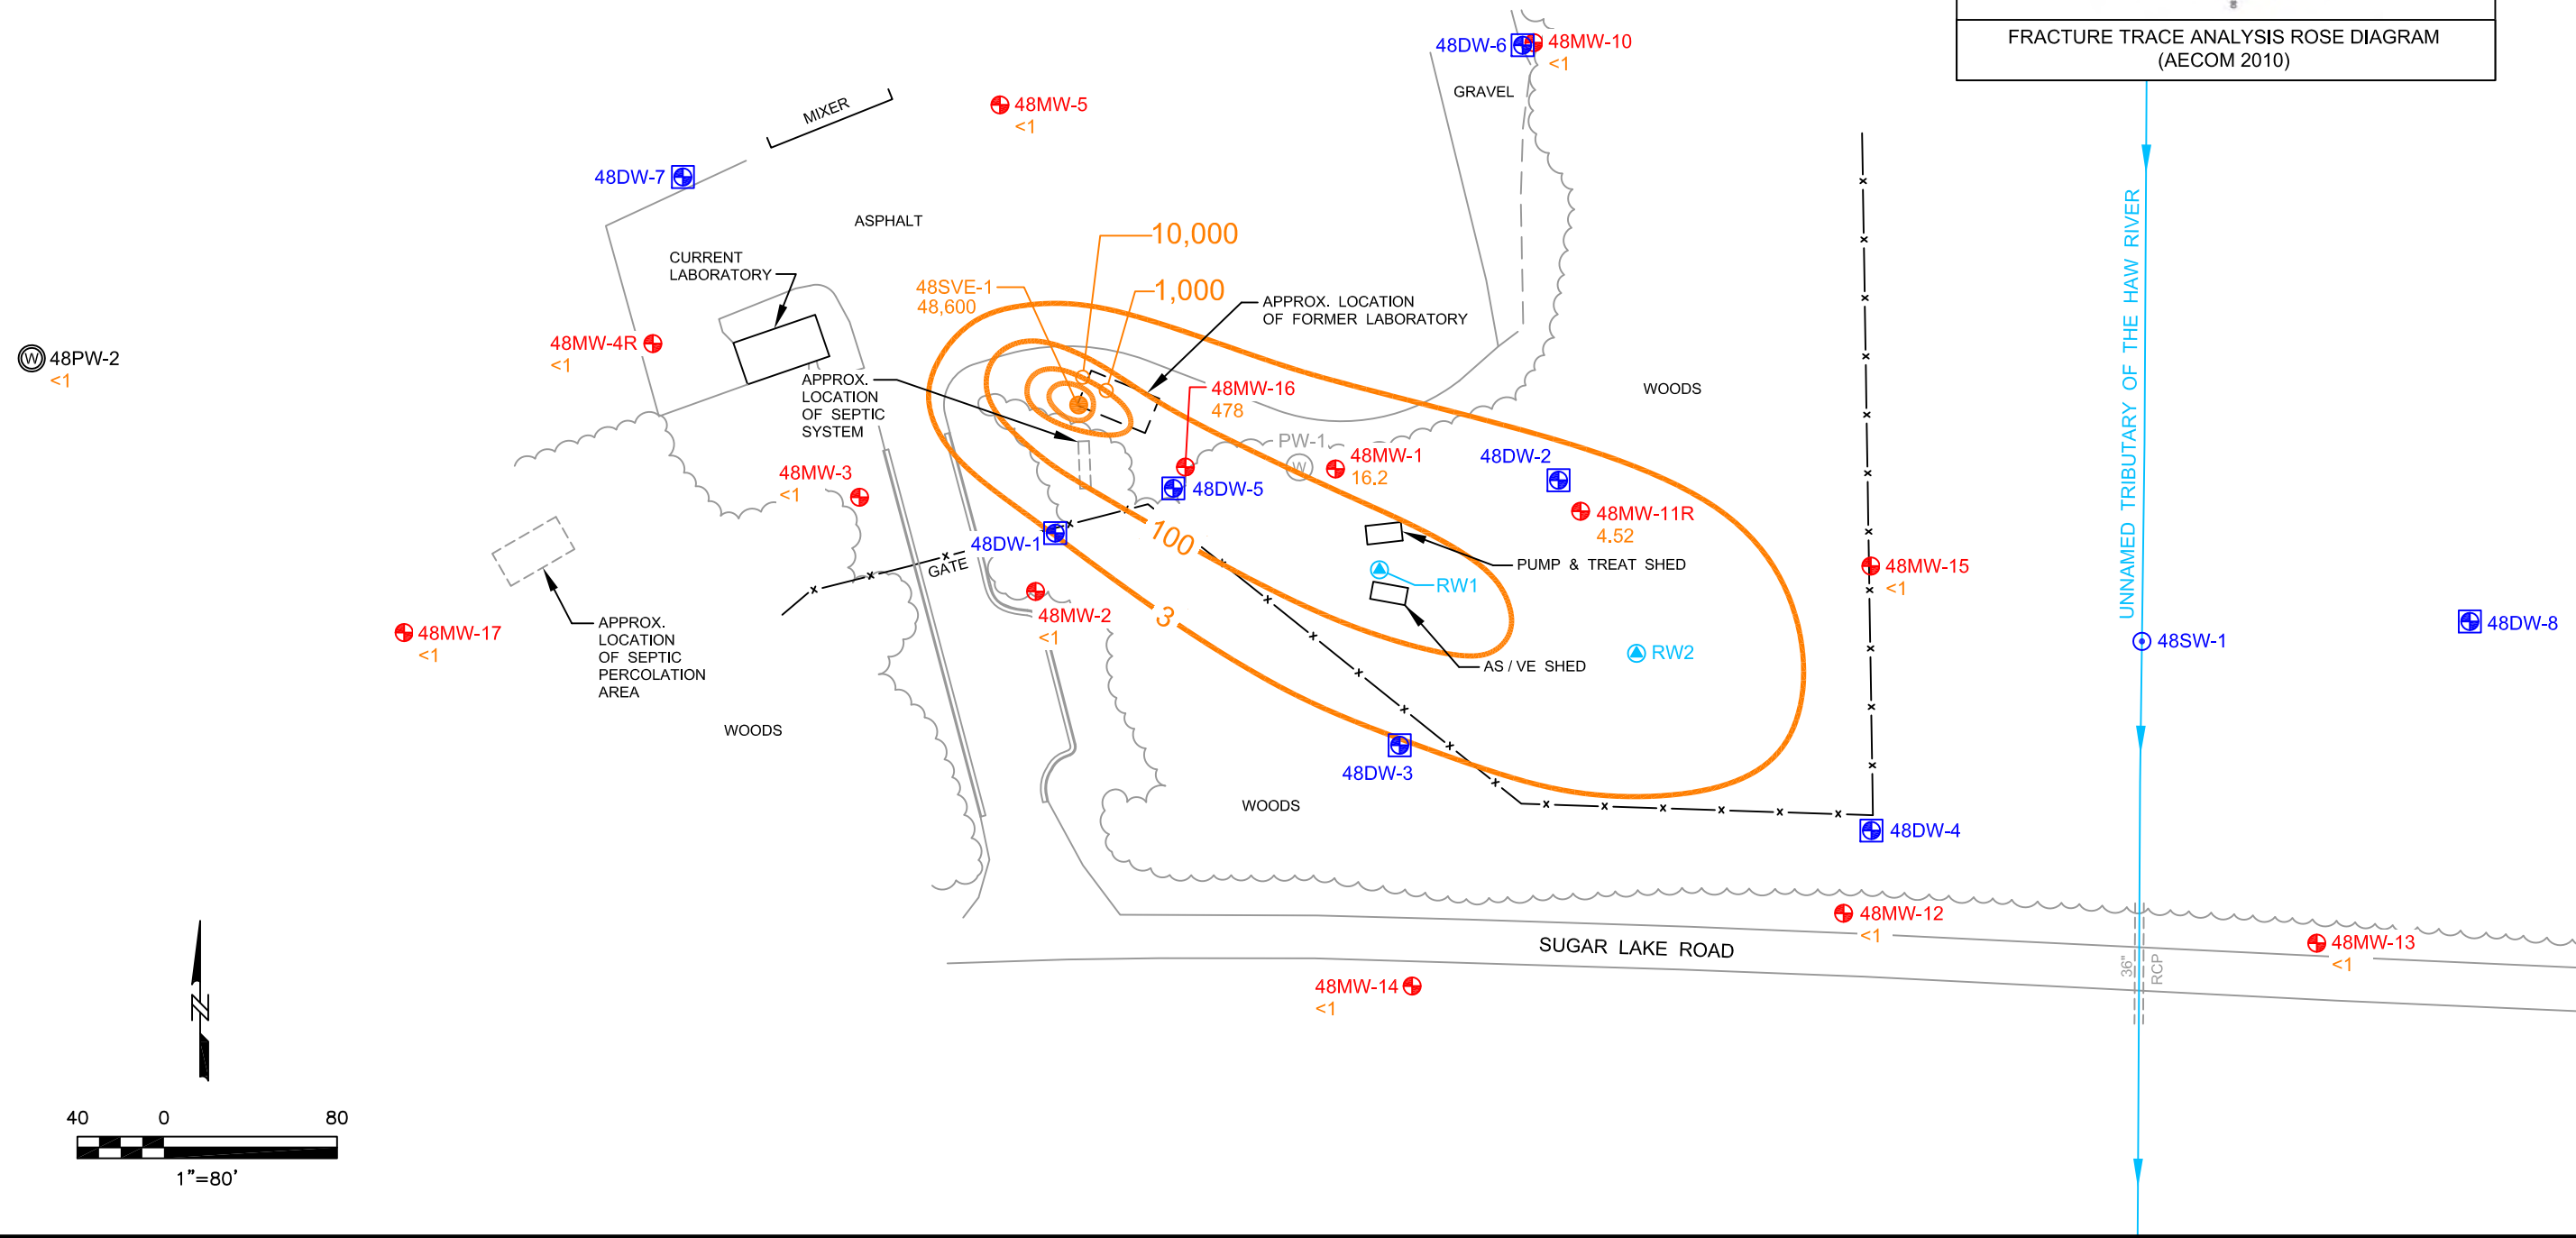 FRACTURE TRACE ANALYSIS ROSE DIAGRAM
(AECOM 2010)
48DW-6
48MW-10
<1
GRAVEL
MIXER
48MW-5
<1
48DW-7
ASPHALT
10,000
CURRENT
LABORATORY
48SVE-1
48,600
1,000
APPROX. LOCATION
OF FORMER LABORATORY
UNNAMED TRIBUTARY OF THE HAW RIVER
48PW-2
<1
W
48MW-4R
<1
APPROX.
LOCATION
OF SEPTIC
SYSTEM
48MW-16
478
WOODS
PW-1
W
48MW-1
16.2
48DW-2
48MW-3
<1
48DW-5
48MW-11R
4.52
100
48DW-1
GATE
PUMP & TREAT SHED
RW1
48MW-15
<1
48MW-2
<1
3
48MW-17
<1
APPROX.
LOCATION
OF SEPTIC
PERCOLATION
AREA
RW2
AS / VE SHED
48SW-1
48DW-8
WOODS
48DW-3
WOODS
48DW-4
48MW-12
<1
SUGAR LAKE ROAD
48MW-13
<1
36"
RCP
48MW-14
<1
N
40 0 80
1"=80'